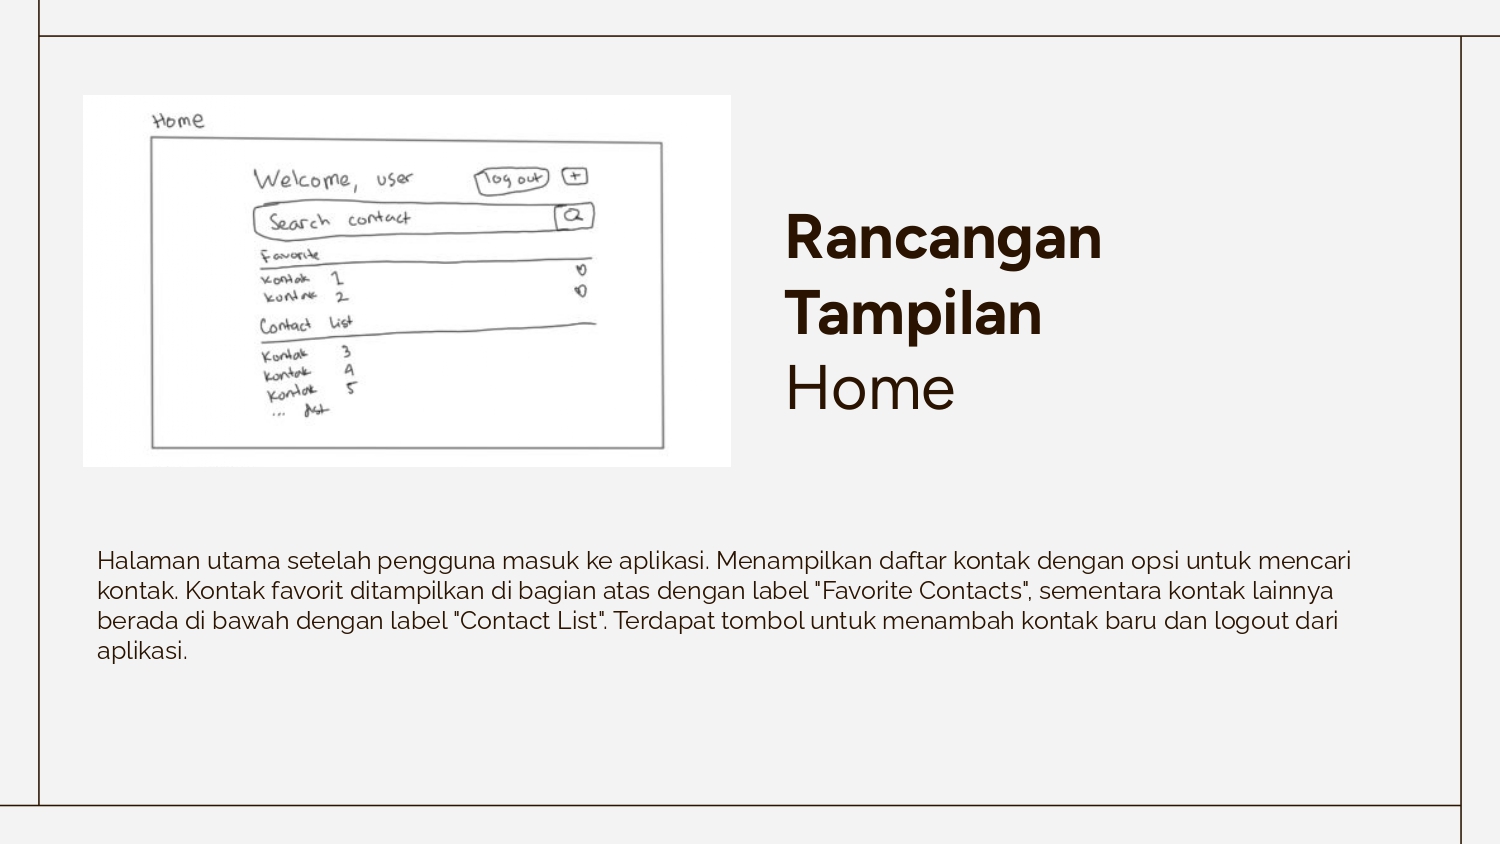 Home
Welcome, user
log out
+
Search contact
Favorite
Kontak 1
Kontak 2
Contact List
Kontak 3
Kontak 4
Kontak 5
... dst
Rancangan
Tampilan
Home
Halaman utama setelah pengguna masuk ke aplikasi. Menampilkan daftar kontak dengan opsi untuk mencari
kontak. Kontak favorit ditampilkan di bagian atas dengan label "Favorite Contacts", sementara kontak lainnya
berada di bawah dengan label "Contact List". Terdapat tombol untuk menambah kontak baru dan logout dari
aplikasi.